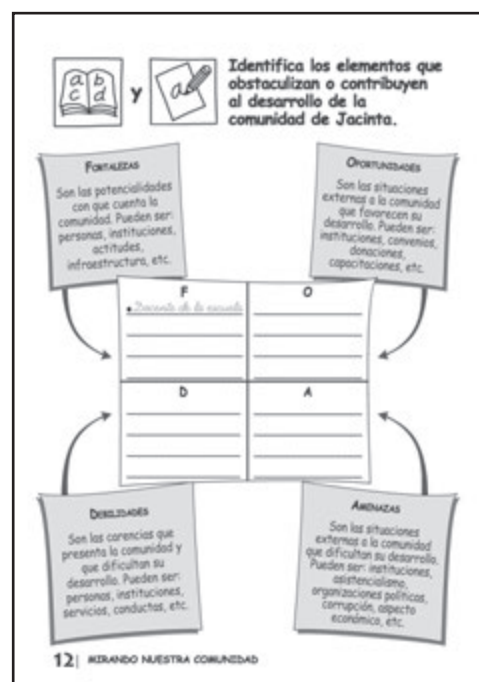 a b
c d
y
a
Identifica los elementos que
obstaculizan o contribuyen
al desarrollo de la
comunidad de Jacinta.
FORTALEZAS
Son las potencialidades
con que cuenta la
comunidad. Pueden ser:
personas, instituciones,
actitudes,
infraestructura, etc.
OPORTUNIDADES
Son las situaciones
externas a la comunidad
que favorecen su
desarrollo. Pueden ser:
instituciones, convenios,
donaciones,
capacitaciones, etc.
F
• Docente de la escuela
O
D
A
DEBILIDADES
Son las carencias que
presenta la comunidad y
que dificultan su
desarrollo. Pueden ser:
personas, instituciones,
servicios, conductas, etc.
AMENAZAS
Son las situaciones
externas a la comunidad
que dificultan su desarrollo.
Pueden ser: instituciones,
asistencialismo,
organizaciones políticas,
corrupción, aspecto
económico, etc.
12| MIRANDO NUESTRA COMUNIDAD